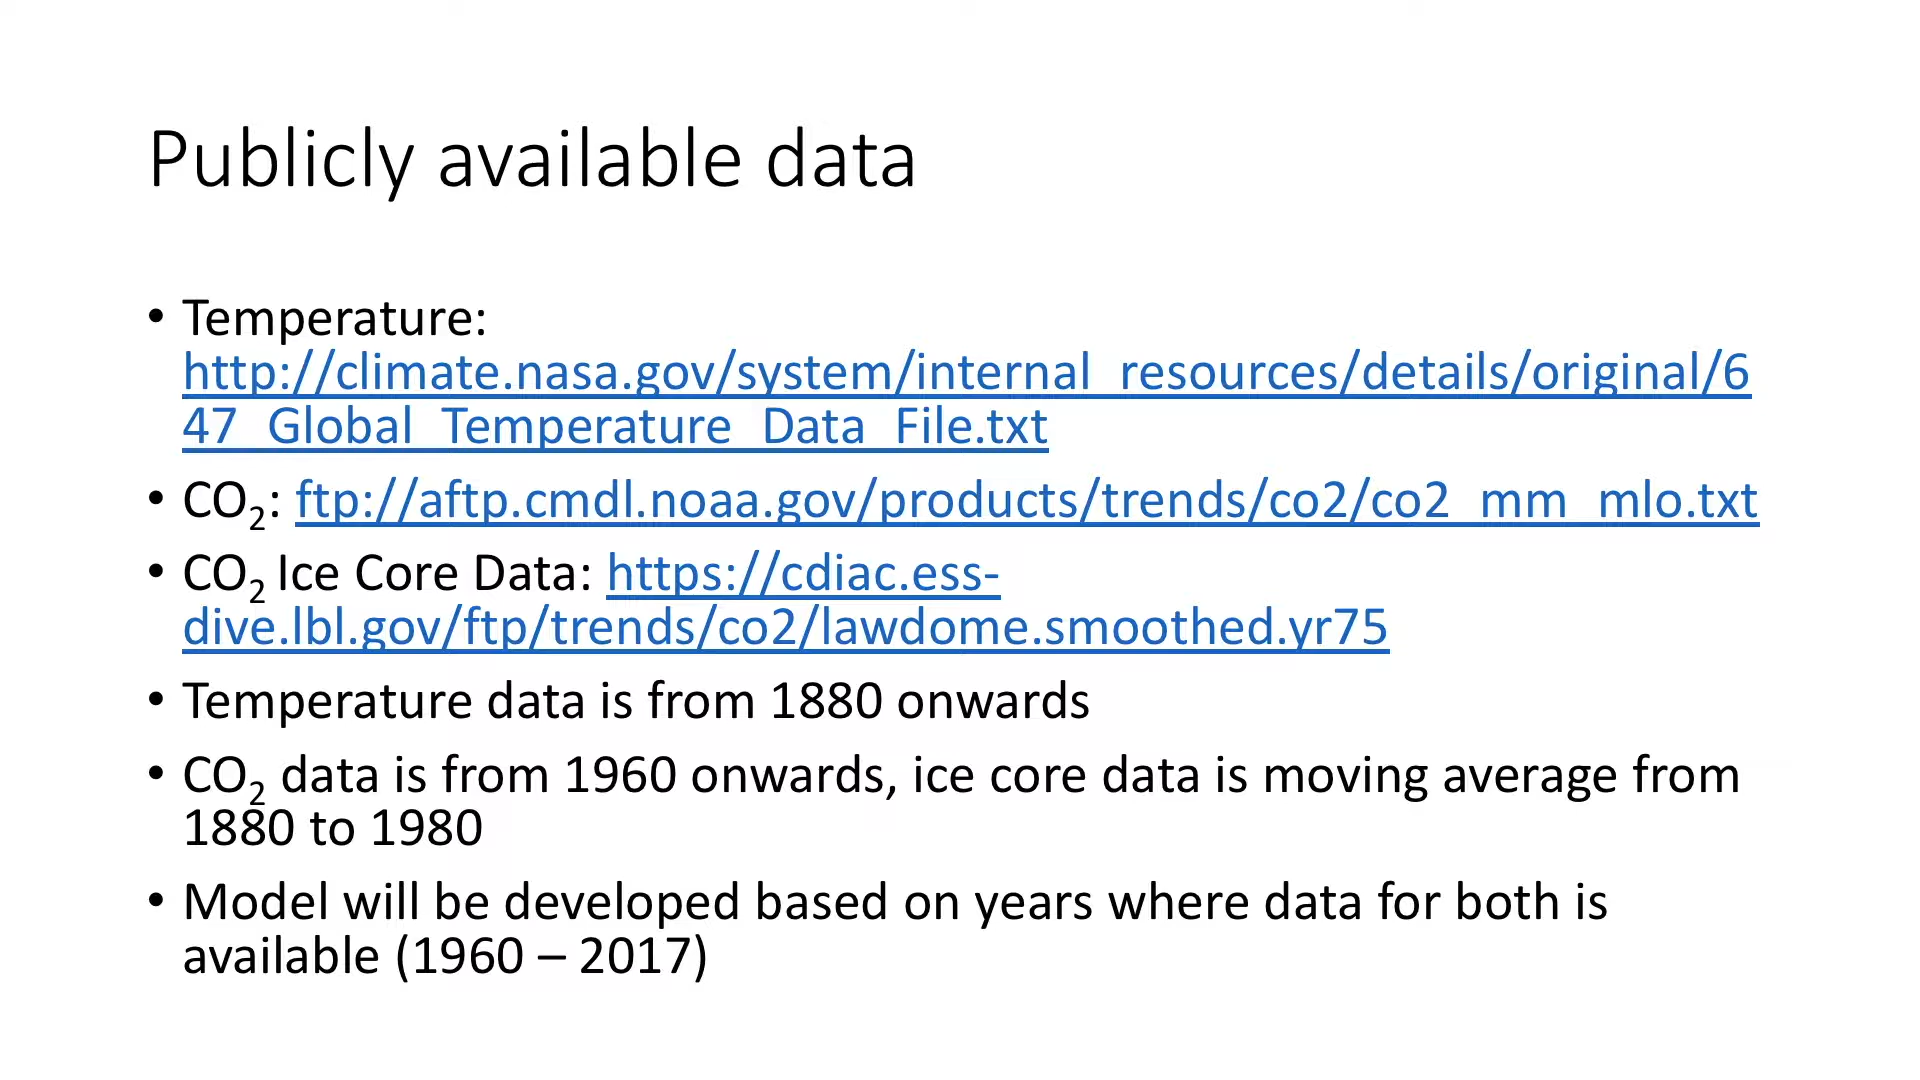 Publicly available data
• Temperature:
http://climate.nasa.gov/system/internal_resources/details/original/6
47_Global_Temperature_Data_File.txt
• CO₂: ftp://aftp.cmdl.noaa.gov/products/trends/co2/co2_mm_mlo.txt
• CO₂ Ice Core Data: https://cdiac.ess-
dive.lbl.gov/ftp/trends/co2/lawdome.smoothed.yr75
• Temperature data is from 1880 onwards
• CO₂ data is from 1960 onwards, ice core data is moving average from
1880 to 1980
• Model will be developed based on years where data for both is
available (1960 – 2017)